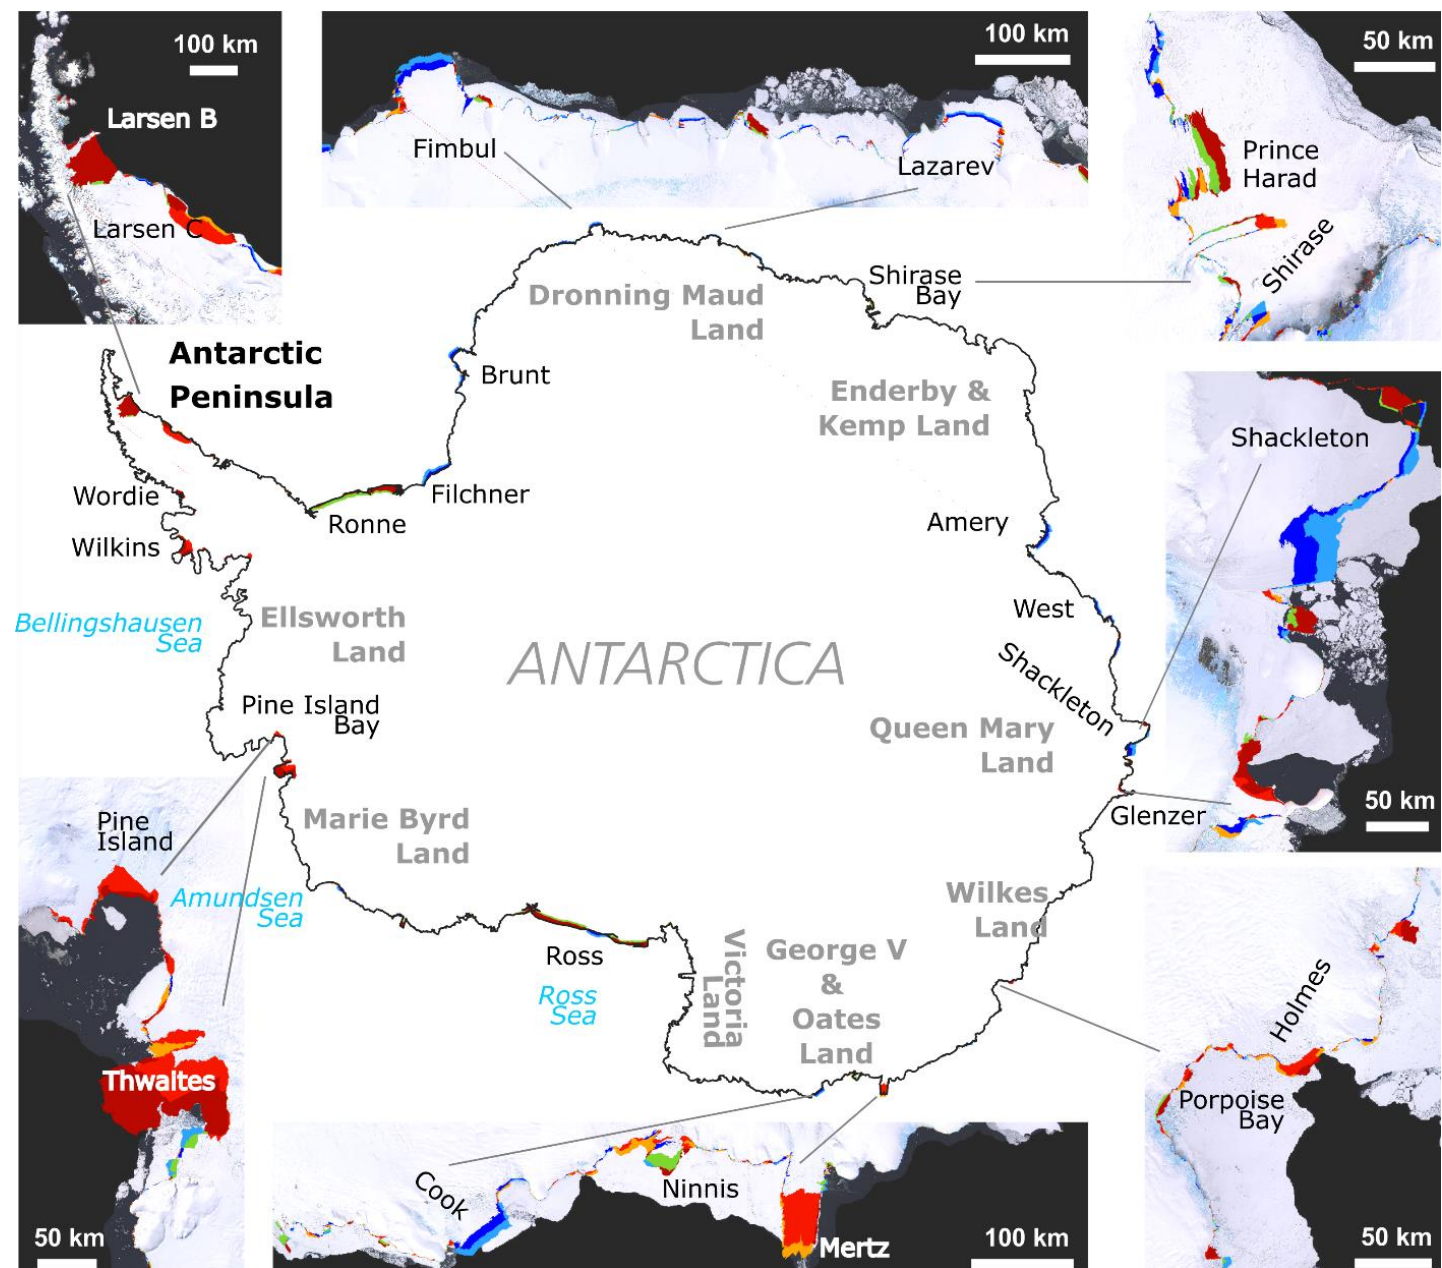 100 km
Larsen B
Larsen C
100 km
Fimbul
Lazarev
50 km
Prince
Harad
Shirase
Dronning Maud
Land
Shirase
Bay
Antarctic
Peninsula
Brunt
Enderby &
Kemp Land
Shackleton
Wordie
Filchner
Ronne
Amery
Wilkins
West
Bellingshausen
Sea
Ellsworth
Land
ANTARCTICA
Shackleton
Pine Island
Bay
Queen Mary
Land
50 km
Glenzer
Pine
Island
Marie Byrd
Land
Amundsen
Sea
Wilkes
Land
Ross
Ross
Sea
Victoria
Land
George V
&
Oates
Land
Holmes
Thwaites
Porpoise
Bay
Cook
Ninnis
Mertz
50 km
100 km
50 km